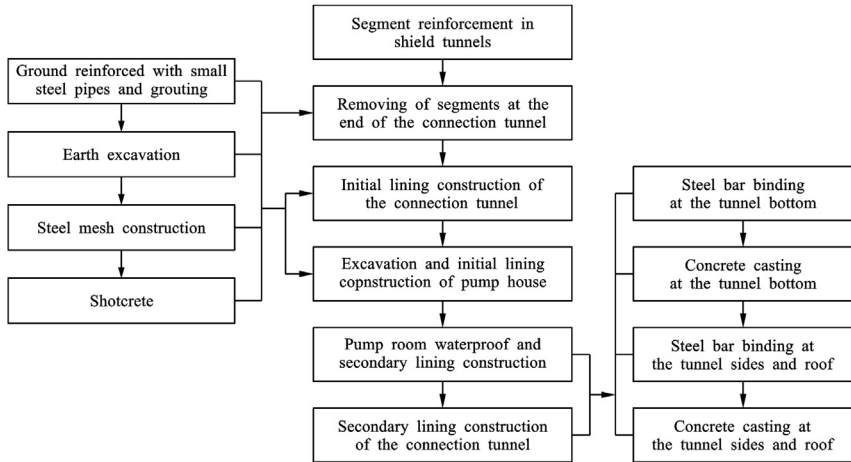 Segment reinforcement in
shield tunnels
Ground reinforced with small
steel pipes and grouting
Removing of segments at the
end of the connection tunnel
Earth excavation
Initial lining construction of
the connection tunnel
Steel mesh construction
Excavation and initial lining
copnstruction of pump house
Shotcrete
Pump room waterproof and
secondary lining construction
Secondary lining construction
of the connection tunnel
Steel bar binding
at the tunnel bottom
Concrete casting
at the tunnel bottom
Steel bar binding at
the tunnel sides and roof
Concrete casting at
the tunnel sides and roof